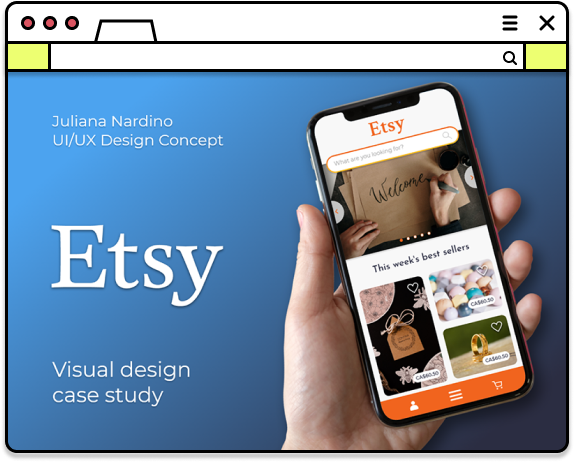 Juliana Nardino
UI/UX Design Concept
Etsy
Visual design
case study
Etsy
What are you looking for?
Welcome
This week's best sellers
CA$60.50
CA$60.50
CA$60.50